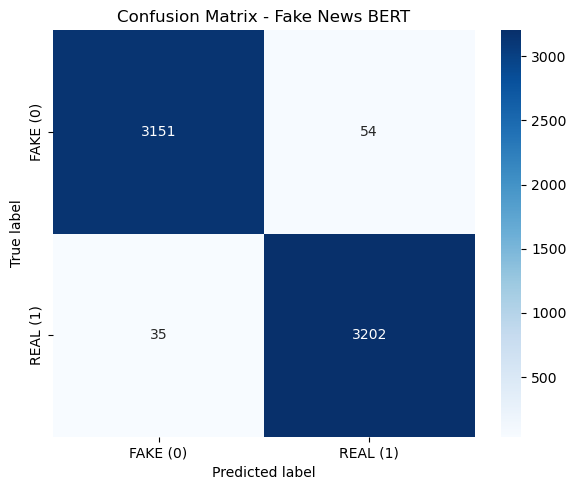 Confusion Matrix - Fake News BERT
True label
FAKE (0)
3151
54
REAL (1)
35
3202
FAKE (0)
REAL (1)
Predicted label
3000
2500
2000
1500
1000
500